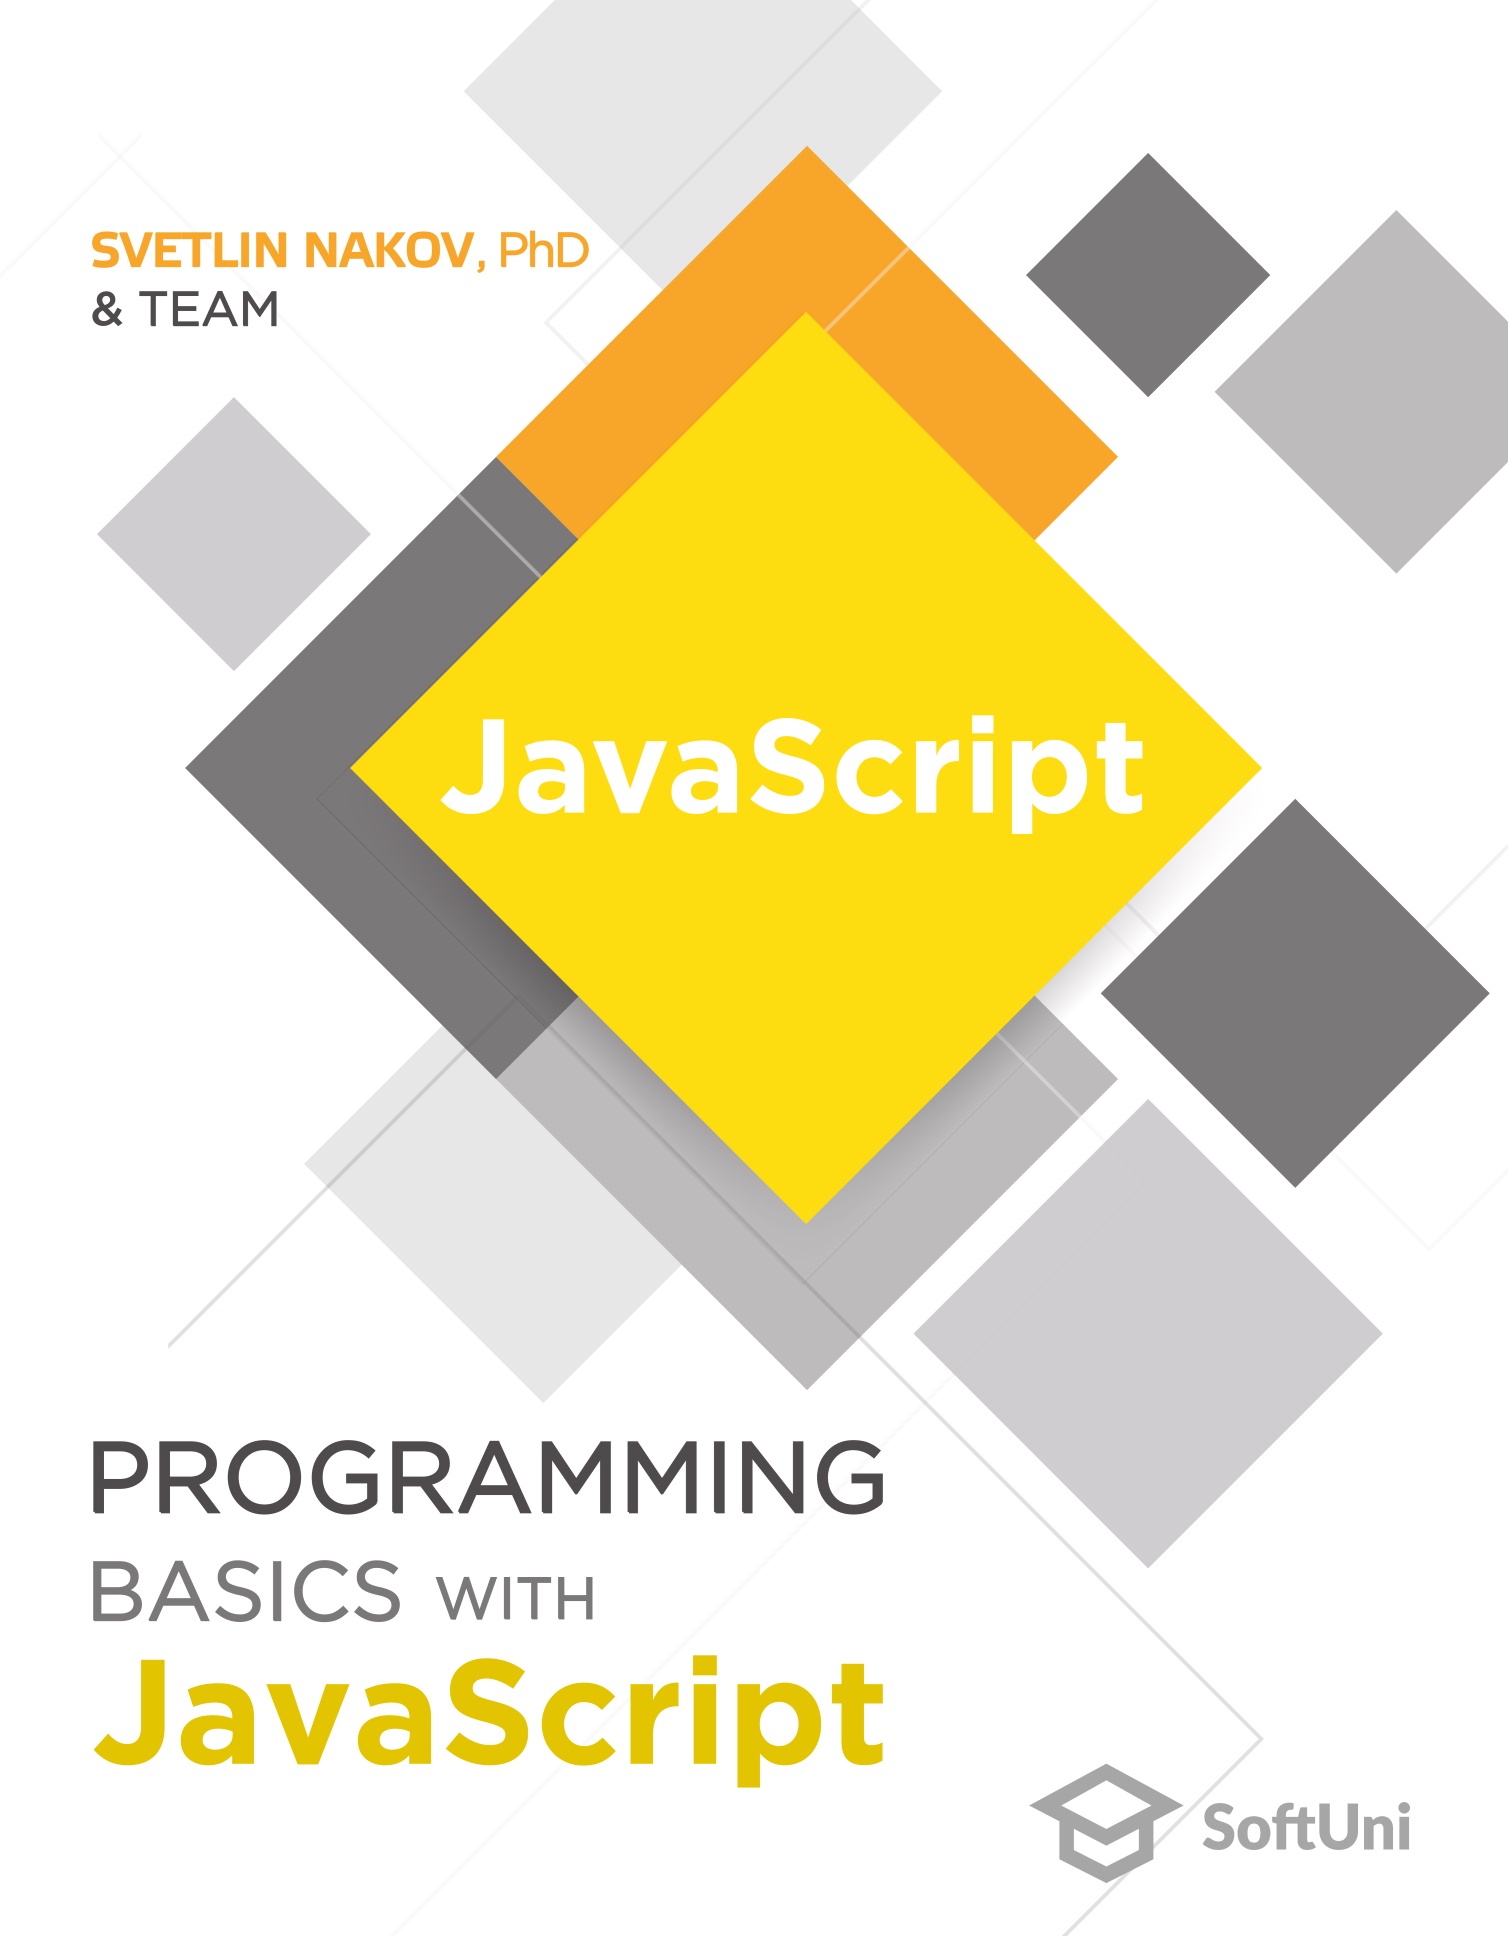 SVETLIN NAKOV, PhD
& TEAM
JavaScript
PROGRAMMING
BASICS WITH
JavaScript
SoftUni